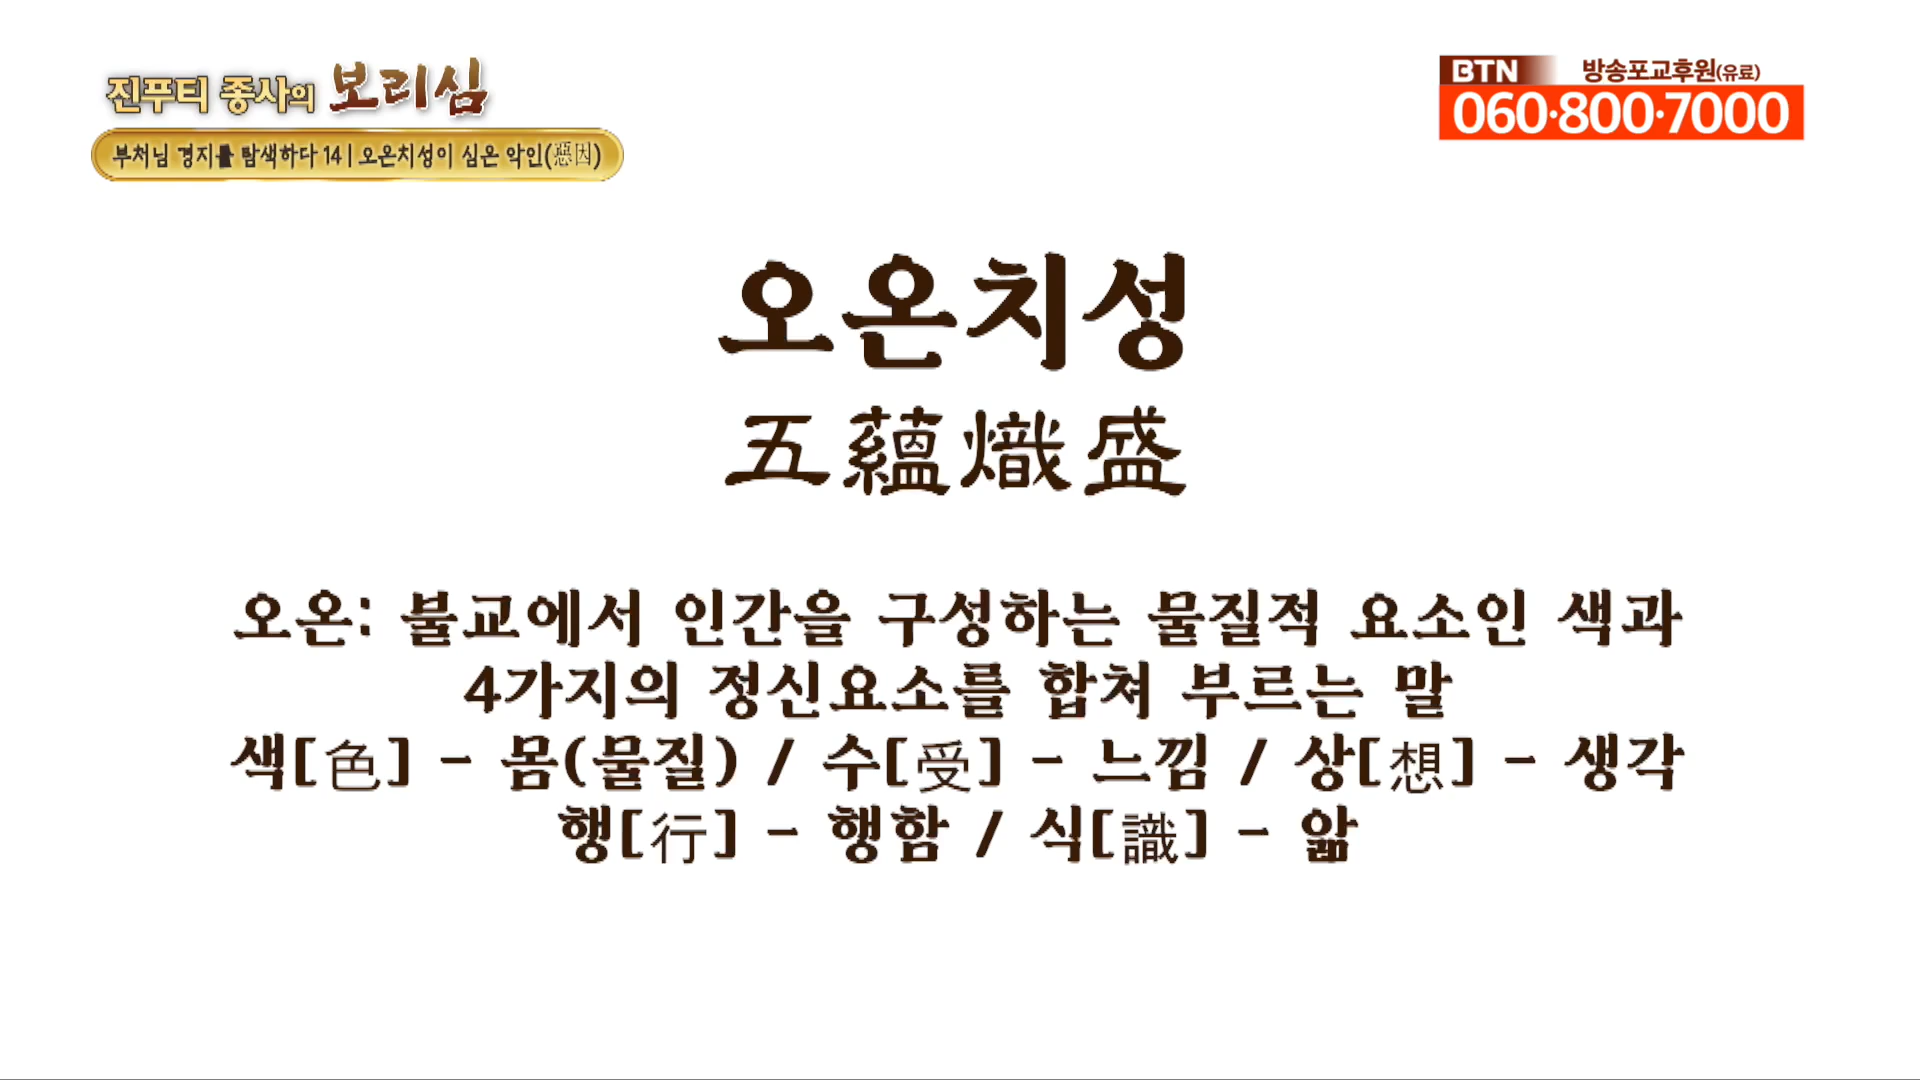 진푸티 종사의 보리심
부처님 경지를 탐색하다 14 | 오온치성이 심은 악인(惡因)
BTN 방송포교후원(유료)
060·800·7000
오온치성
五蘊熾盛
오온: 불교에서 인간을 구성하는 물질적 요소인 색과
4가지의 정신요소를 합쳐 부르는 말
색[色] - 몸(물질) / 수[受] - 느낌 / 상[想] - 생각
행[行] - 행함 / 식[識] - 앎